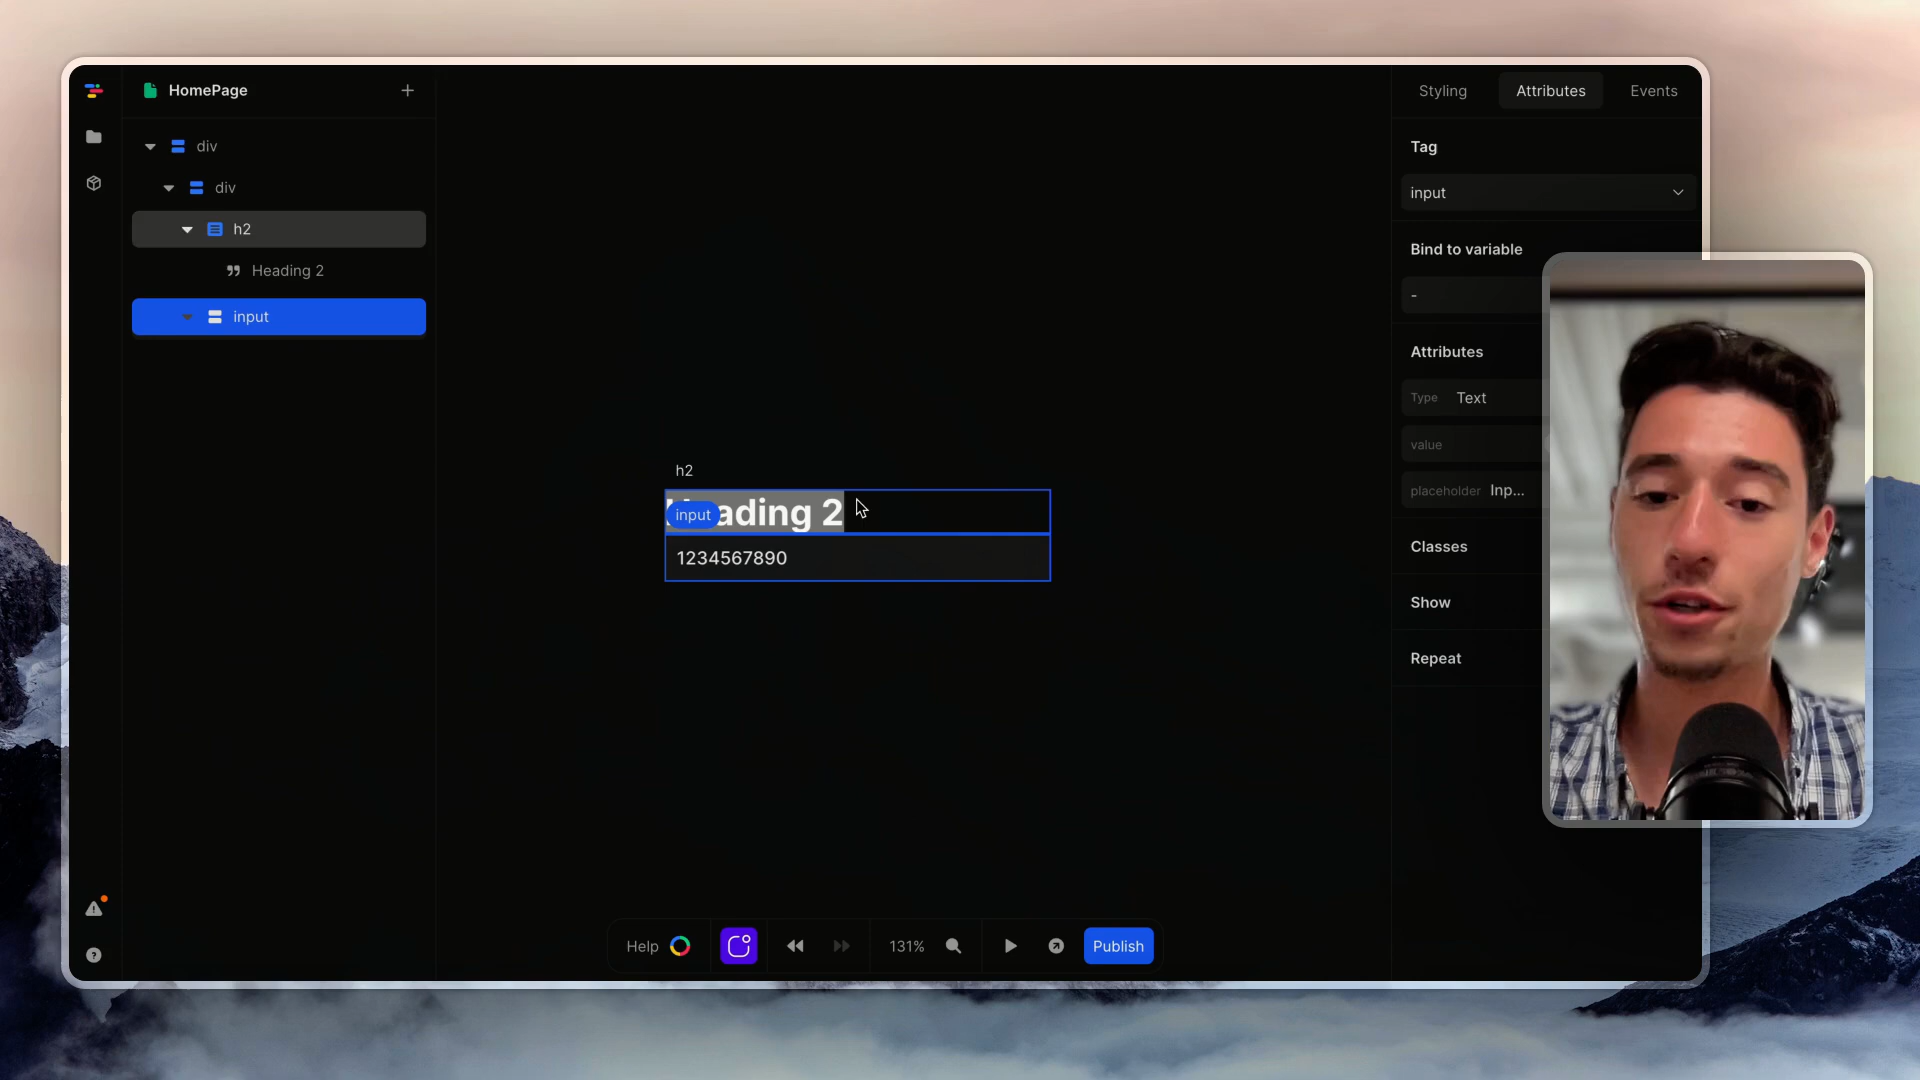 HomePage
Styling
Attributes
Events
div
Tag
div
input
h2
Bind to variable
Heading 2
-
input
Attributes
Type Text
value
h2
placeholder Inp...
ading 2
input
Classes
1234567890
Show
Repeat
Help
131%
Publish